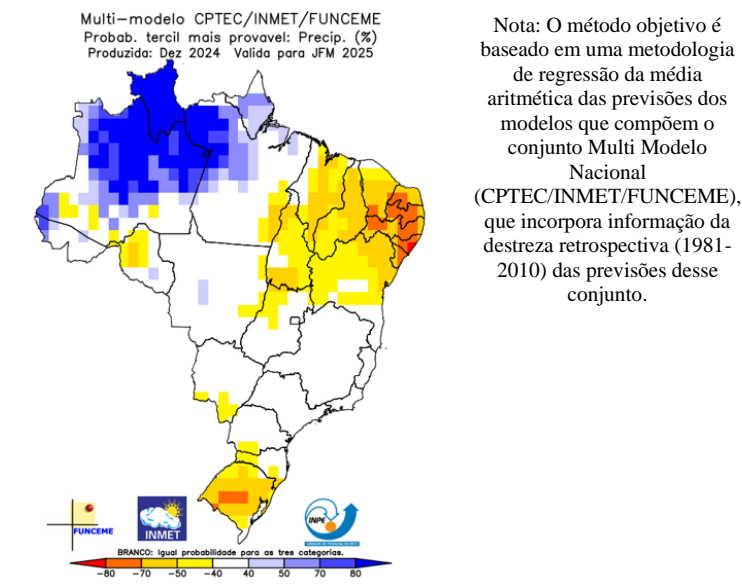 Multi-modelo CPTEC/INMET/FUNCEME
Probab. tercil mais provavel: Precip. (%)
Produzida: Dez 2024 Valida para JFM 2025
Nota: O método objetivo é
baseado em uma metodologia
de regressão da média
aritmética das previsões dos
modelos que compõem o
conjunto Multi Modelo
Nacional
(CPTEC/INMET/FUNCEME),
que incorpora informação da
destreza retrospectiva (1981-
2010) das previsões desse
conjunto.
FUNCEME
INMET
INPE
BRANCO: Igual probabilidade para as tres categorias.
-80 -70 -50 -40 40 50 70 80